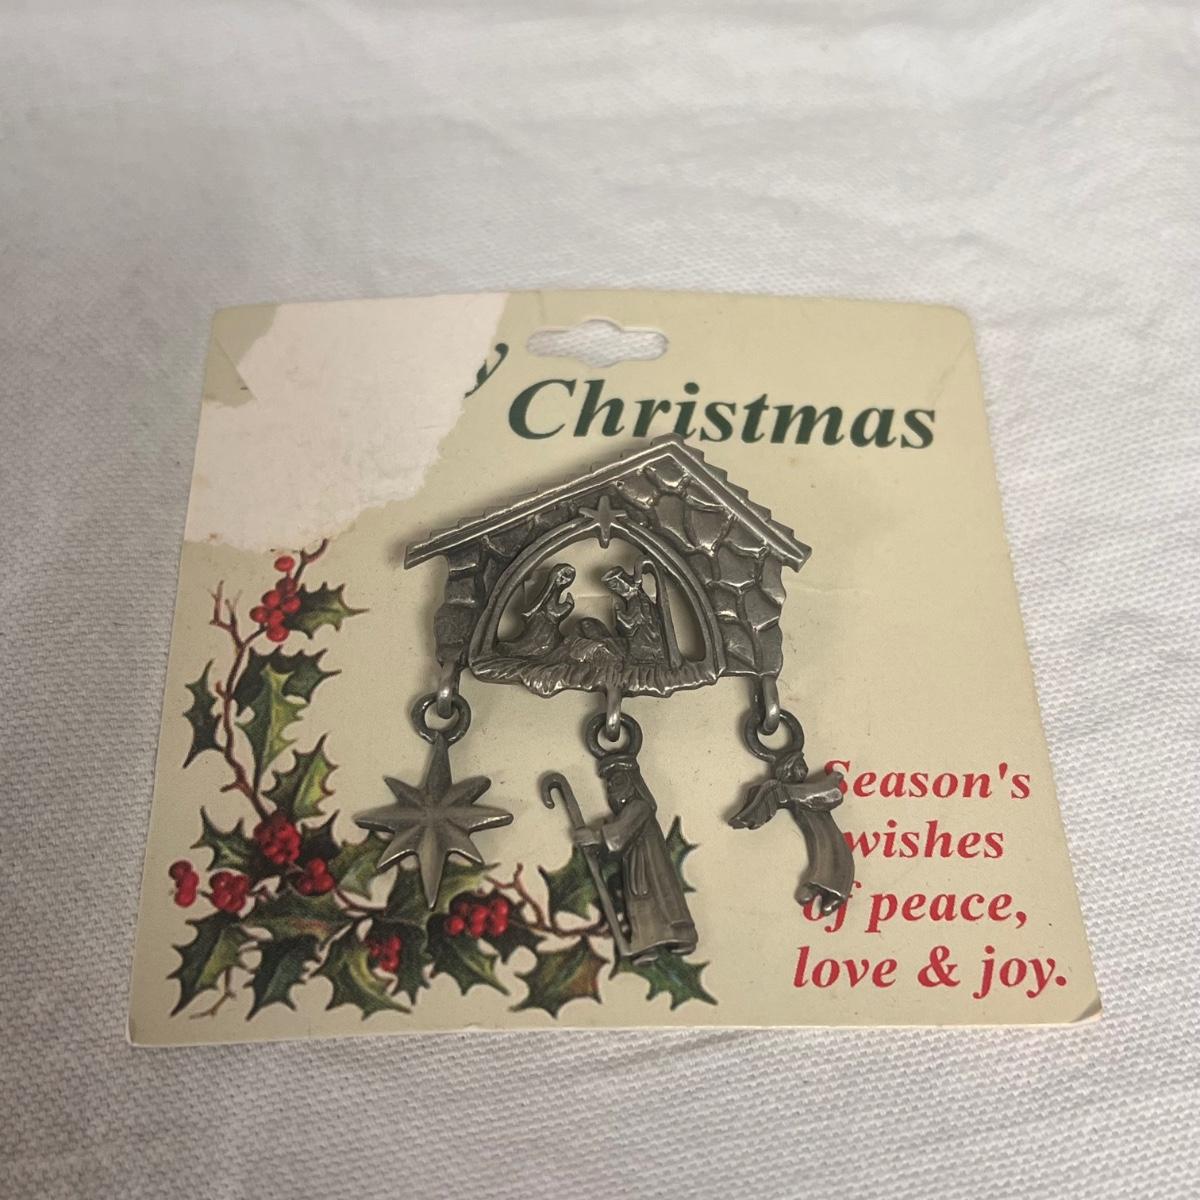 y
Christmas
Season's
wishes
of peace,
love & joy.